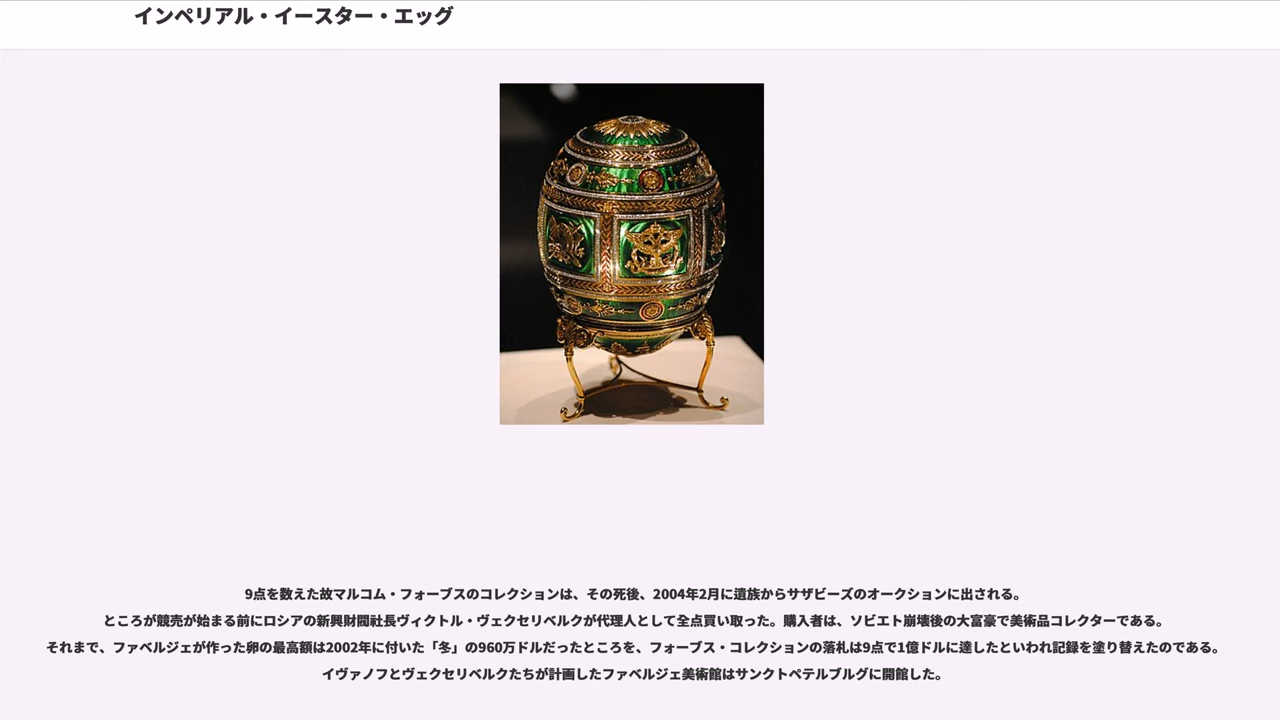 インペリアル・イースター・エッグ
9点を数えた故マルコム・フォーブスのコレクションは、その死後、2004年2月に遺族からサザビーズのオークションに出される。
ところが競売が始まる前にロシアの新興財閥社長ヴィクトル・ヴェクセリベルクが代理人として全点買い取った。購入者は、ソビエト崩壊後の大富豪で美術品コレクターである。
それまで、ファベルジェが作った卵の最高額は2002年に付いた「冬」の960万ドルだったところを、フォーブス・コレクションの落札は9点で1億ドルに達したといわれ記録を塗り替えたのである。
イヴァノフとヴェクセリベルクたちが計画したファベルジェ美術館はサンクトペテルブルグに開館した。